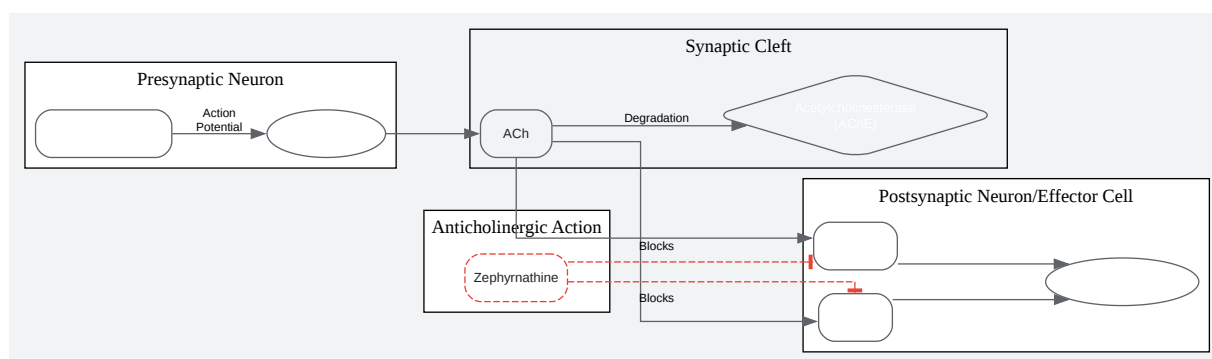 Synaptic Cleft
Presynaptic Neuron
Action
Potential
ACh
Degradation
Acetylcholinesterase
(AChE)
Postsynaptic Neuron/Effector Cell
Anticholinergic Action
Zephyrnathine
Blocks
Blocks